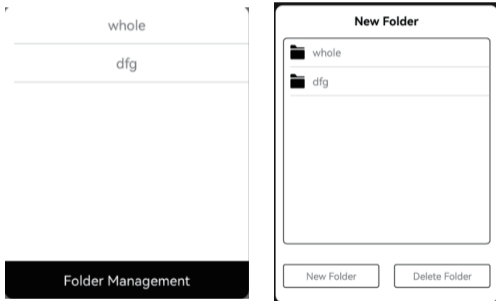 whole
dfg
Folder Management
New Folder
whole
dfg
New Folder
Delete Folder